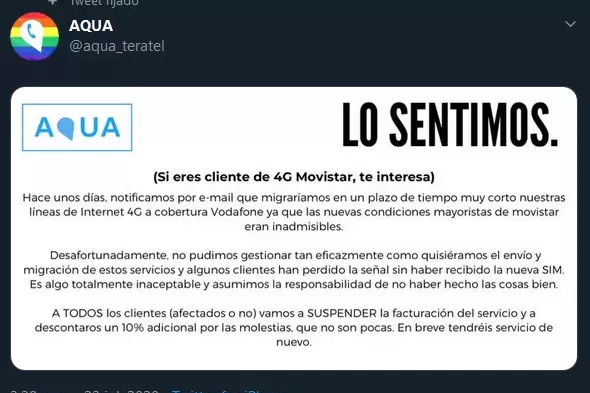 Tweet fijado
AQUA
@aqua_teratel
AQUA
LO SENTIMOS.
(Si eres cliente de 4G Movistar, te interesa)
Hace unos días, notificamos por e-mail que migraríamos en un plazo de tiempo muy corto nuestras
líneas de Internet 4G a cobertura Vodafone ya que las nuevas condiciones mayoristas de movistar
eran inadmisibles.
Desafortunadamente, no pudimos gestionar tan eficazmente como quisiéramos el envío y
migración de estos servicios y algunos clientes han perdido la señal sin haber recibido la nueva SIM.
Es algo totalmente inaceptable y asumimos la responsabilidad de no haber hecho las cosas bien.
A TODOS los clientes (afectados o no) vamos a SUSPENDER la facturación del servicio y a
descontaros un 10% adicional por las molestias, que no son pocas. En breve tendréis servicio de
nuevo.